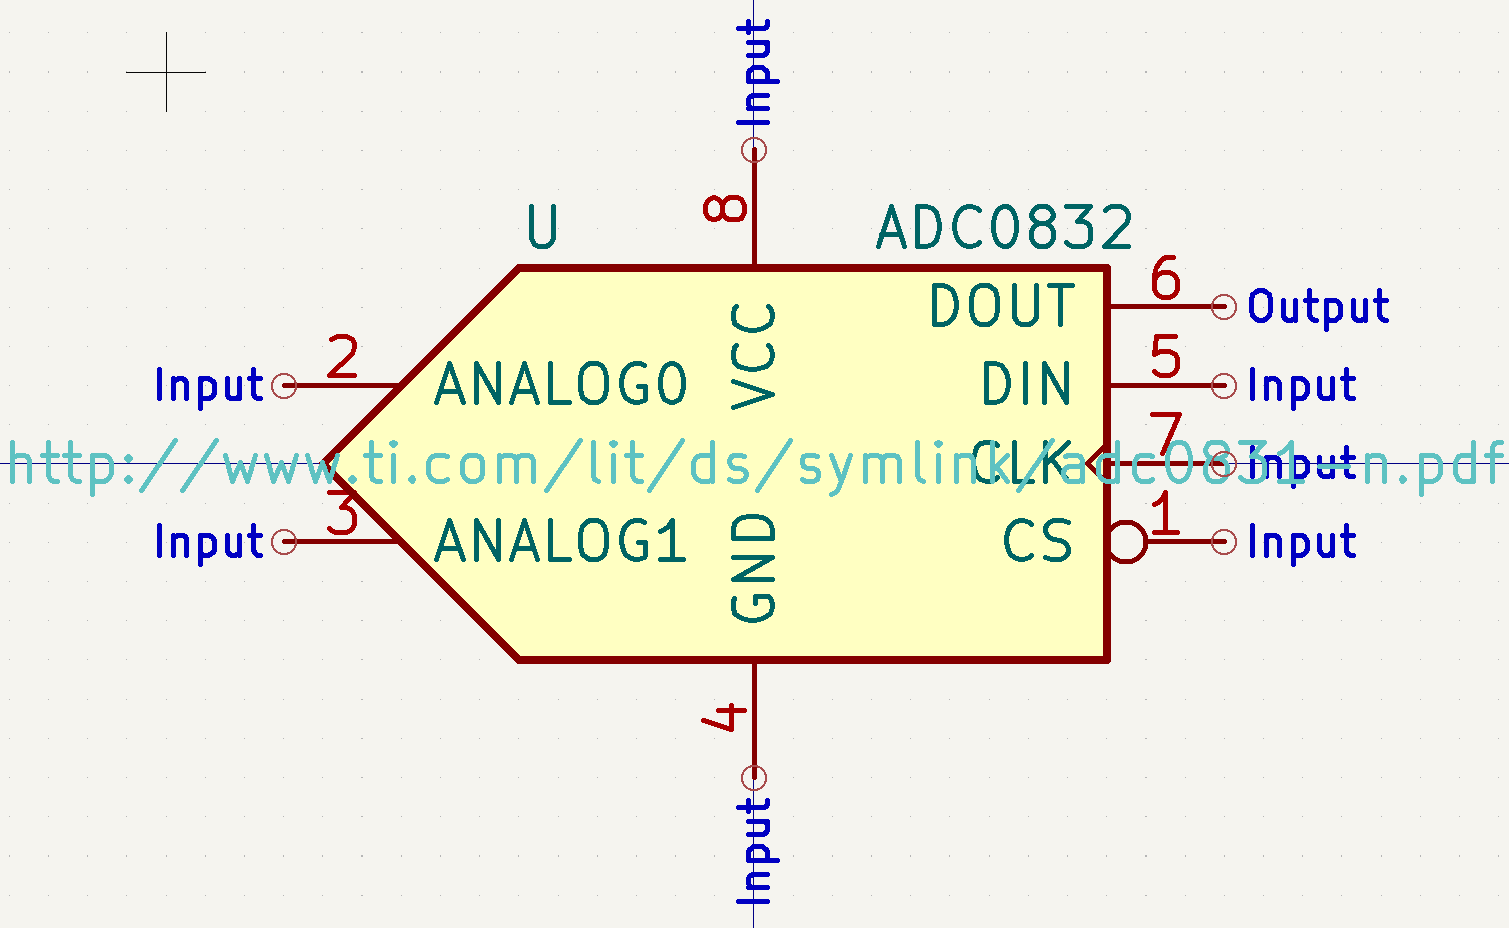 Input
8
U
ADC0832
6
DOUT
Output
VCC
2
Input
ANALOG0
5
DIN
Input
7
CLK
Input
http://www.ti.com/lit/ds/symlink/adc0831-n.pdf
3
Input
ANALOG1
1
CS
Input
GND
4
Input